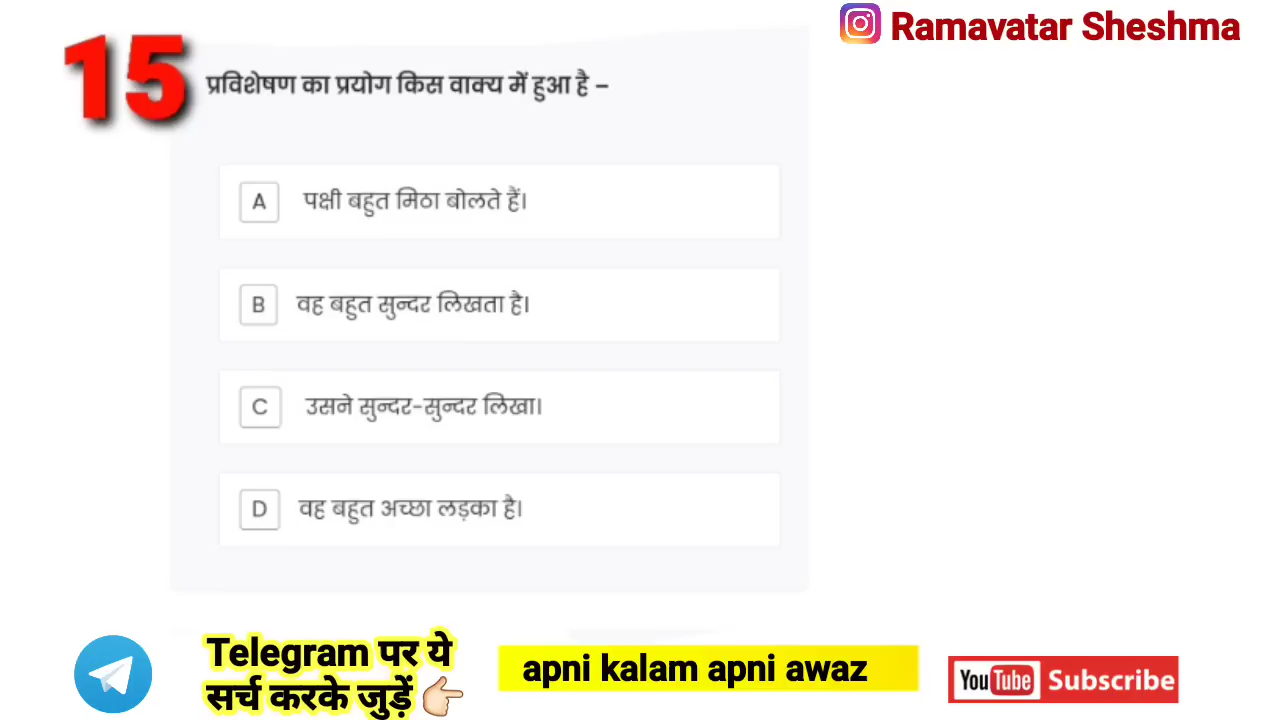 Ramavatar Sheshma
15 प्रविशेषण का प्रयोग किस वाक्य में हुआ है –
A पक्षी बहुत मिठा बोलते हैं।
B वह बहुत सुन्दर लिखता है।
C उसने सुन्दर-सुन्दर लिखा।
D वह बहुत अच्छा लड़का है।
Telegram पर ये
सर्च करके जुड़ें
apni kalam apni awaz
YouTube Subscribe